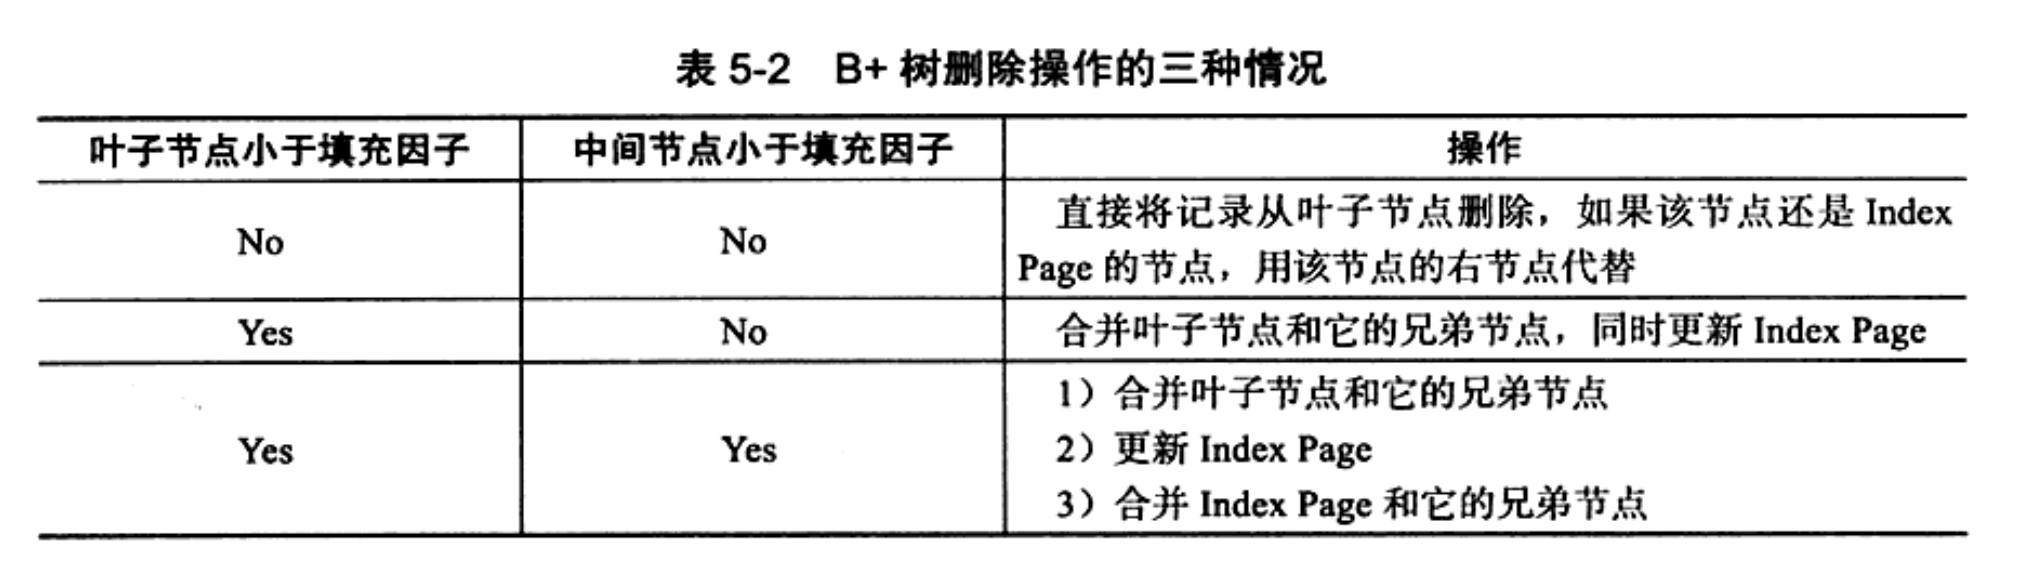 表 5-2 B+ 树删除操作的三种情况
叶子节点小于填充因子 中间节点小于填充因子 操作
No No 直接将记录从叶子节点删除，如果该节点还是 Index
Page 的节点，用该节点的右节点代替
Yes No 合并叶子节点和它的兄弟节点，同时更新 Index Page
1）合并叶子节点和它的兄弟节点
Yes Yes 2）更新 Index Page
3）合并 Index Page 和它的兄弟节点